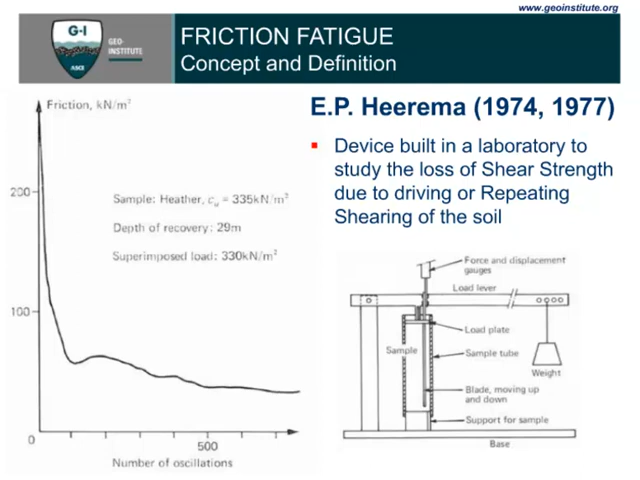 www.geoinstitute.org
G-I
GEO-
INSTITUTE
ASCE
FRICTION FATIGUE
Concept and Definition
Friction, kN/m²
200
100
0
500
Number of oscillations
Sample: Heather, cᵤ = 335kN/m²
Depth of recovery: 29m
Superimposed load: 330kN/m²
E.P. Heerema (1974, 1977)
Device built in a laboratory to
study the loss of Shear Strength
due to driving or Repeating
Shearing of the soil
Force and displacement
gauges
Load lever
Load plate
Sample
Sample tube
Weight
Blade, moving up
and down
Support for sample
Base